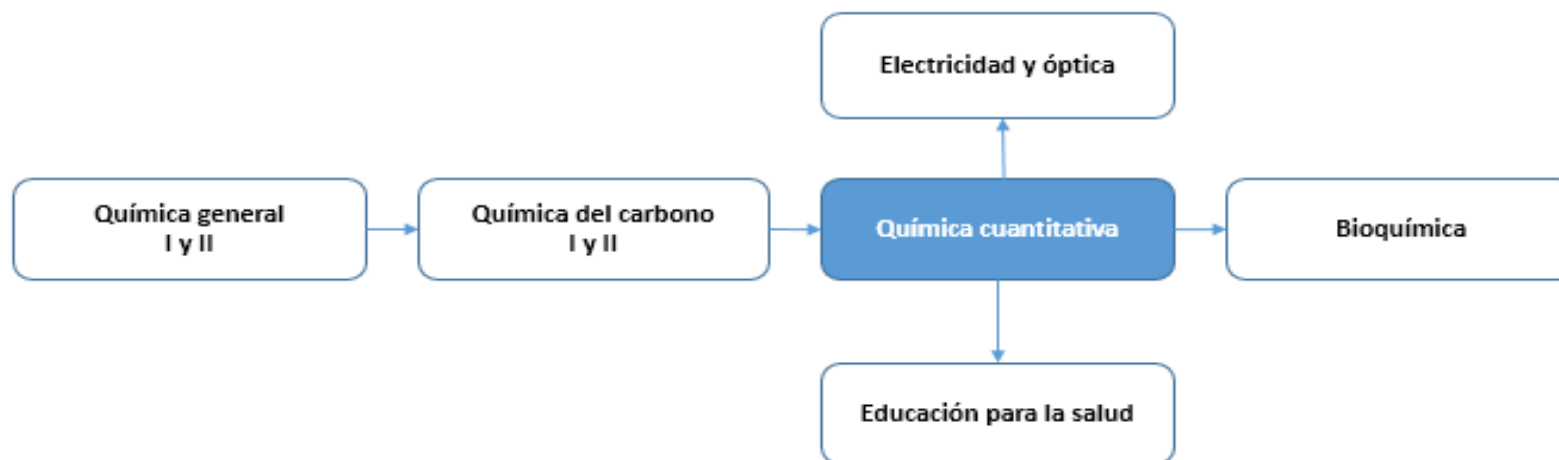 Electricidad y óptica
Química general
I y II
Química del carbono
I y II
Química cuantitativa
Bioquímica
Educación para la salud